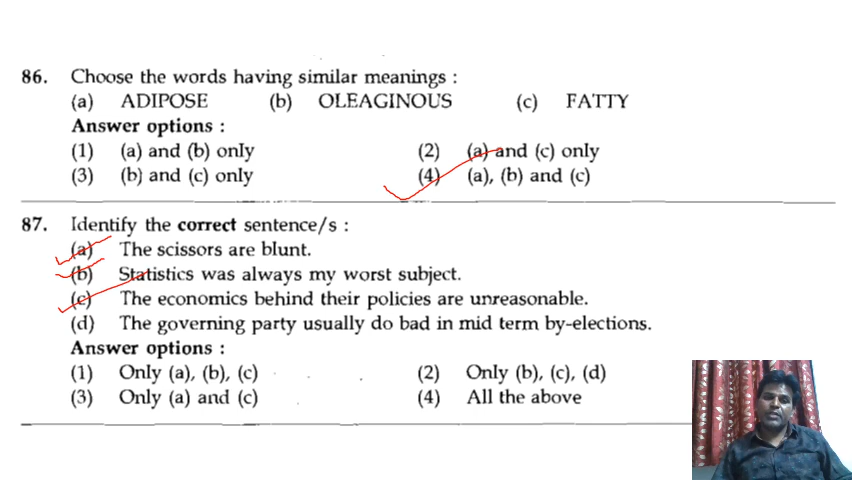 86. Choose the words having similar meanings :
(a) ADIPOSE (b) OLEAGINOUS (c) FATTY
Answer options :
(1) (a) and (b) only (2) (a) and (c) only
(3) (b) and (c) only (4) (a), (b) and (c)
87. Identify the correct sentence/s :
(a) The scissors are blunt.
(b) Statistics was always my worst subject.
(c) The economics behind their policies are unreasonable.
(d) The governing party usually do bad in mid term by-elections.
Answer options :
(1) Only (a), (b), (c) (2) Only (b), (c), (d)
(3) Only (a) and (c) (4) All the above